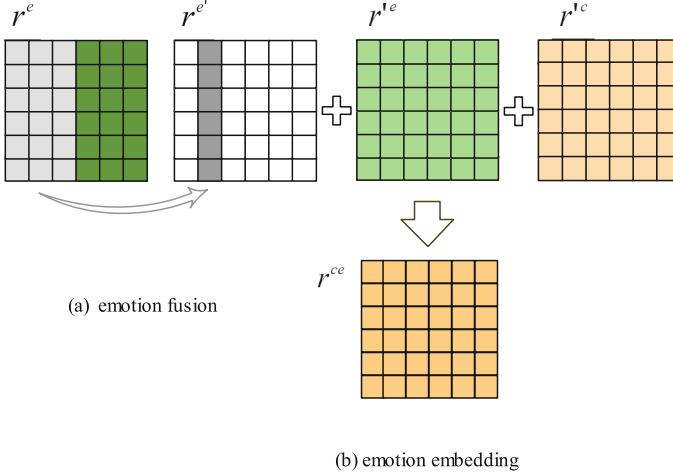 r^e r^e' r'^e r'^c
r^ce
(a) emotion fusion
(b) emotion embedding